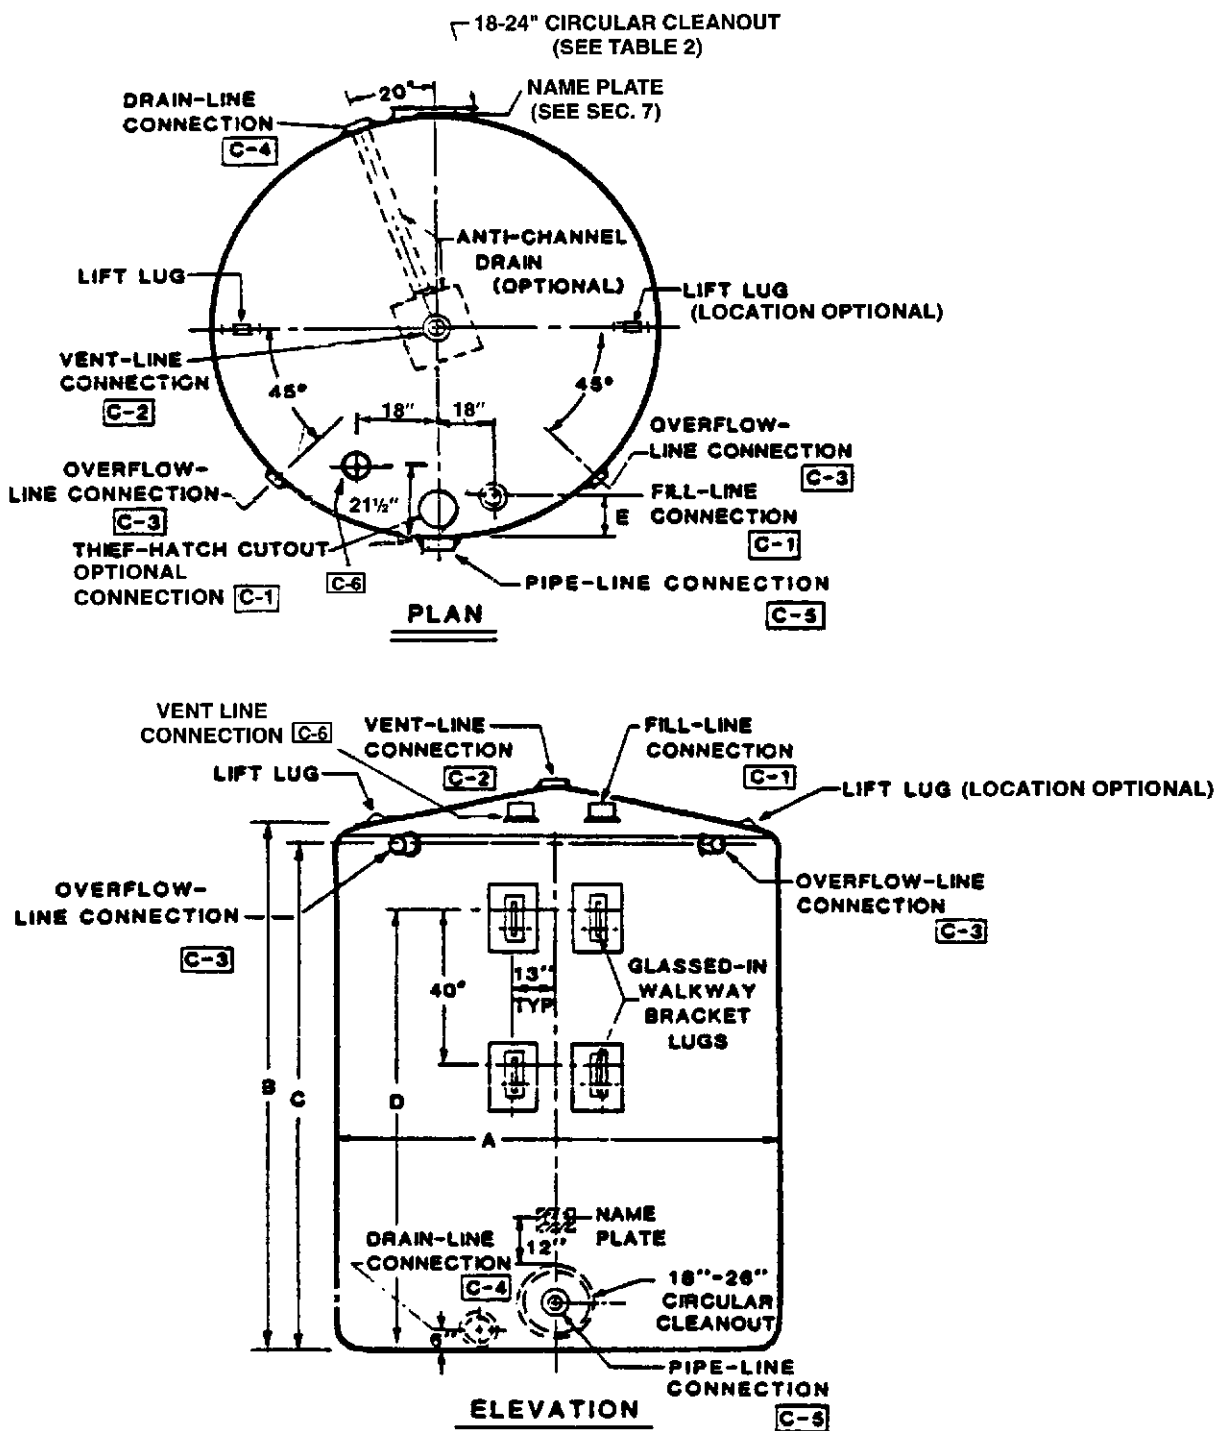 18-24" CIRCULAR CLEANOUT
(SEE TABLE 2)
20"
NAME PLATE
(SEE SEC. 7)
DRAIN-LINE
CONNECTION
C-4
ANTI-CHANNEL
DRAIN
(OPTIONAL)
LIFT LUG
LIFT LUG
(LOCATION OPTIONAL)
VENT-LINE
CONNECTION
C-2
45°
45°
18"
18"
OVERFLOW-
LINE CONNECTION
C-3
OVERFLOW-
LINE CONNECTION
C-3
21½"
E
FILL-LINE
CONNECTION
C-1
THIEF-HATCH CUTOUT
OPTIONAL
CONNECTION C-1
C-6
PIPE-LINE CONNECTION
C-5
PLAN
VENT LINE
CONNECTION C-6
VENT-LINE
CONNECTION
C-2
FILL-LINE
CONNECTION
C-1
LIFT LUG
LIFT LUG (LOCATION OPTIONAL)
OVERFLOW-
LINE CONNECTION
C-3
OVERFLOW-LINE
CONNECTION
C-3
13"
TYP
40"
GLASSED-IN
WALKWAY
BRACKET
LUGS
B
C
D
A
NAME
PLATE
12"
DRAIN-LINE
CONNECTION
C-4
18"-26"
CIRCULAR
CLEANOUT
6"
PIPE-LINE
CONNECTION
C-5
ELEVATION